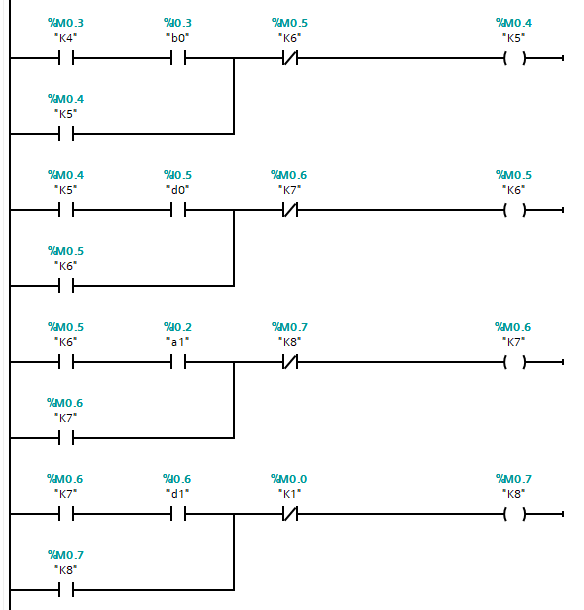 %M0.3 %I0.3 %M0.5 %M0.4
"K4" "b0" "K6" "K5"
%M0.4
"K5"
%M0.4 %I0.5 %M0.6 %M0.5
"K5" "d0" "K7" "K6"
%M0.5
"K6"
%M0.5 %I0.2 %M0.7 %M0.6
"K6" "a1" "K8" "K7"
%M0.6
"K7"
%M0.6 %I0.6 %M0.0 %M0.7
"K7" "d1" "K1" "K8"
%M0.7
"K8"